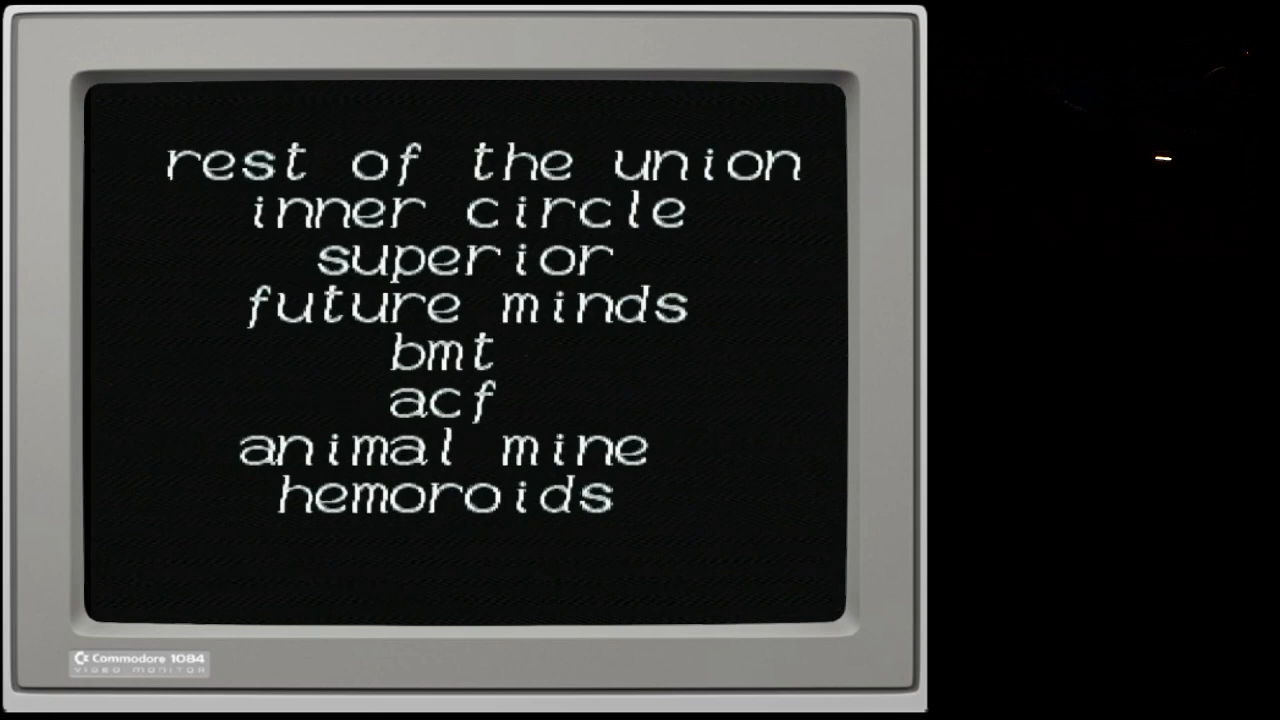 rest of the union
inner circle
superior
future minds
bmt
acf
animal mine
hemoroids
Commodore 1084
VIDEO MONITOR